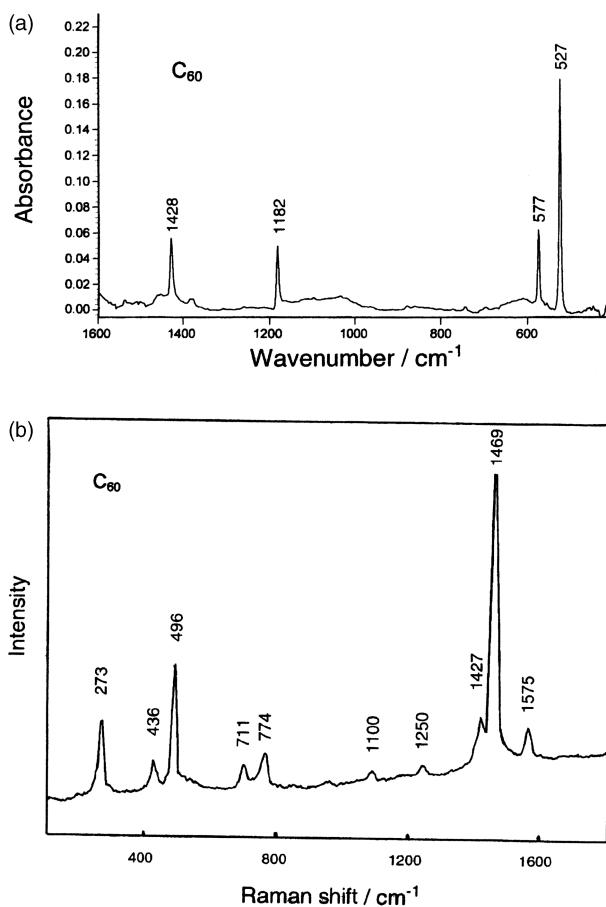 (a)
C₆₀
Absorbance
0.22
0.20
0.18
0.16
0.14
0.12
0.10
0.08
0.06
0.04
0.02
0.00
1428
1182
577
527
1600 1400 1200 1000 800 600
Wavenumber / cm⁻¹
(b)
C₆₀
Intensity
273
436
496
711
774
1100
1250
1427
1469
1575
400 800 1200 1600
Raman shift / cm⁻¹